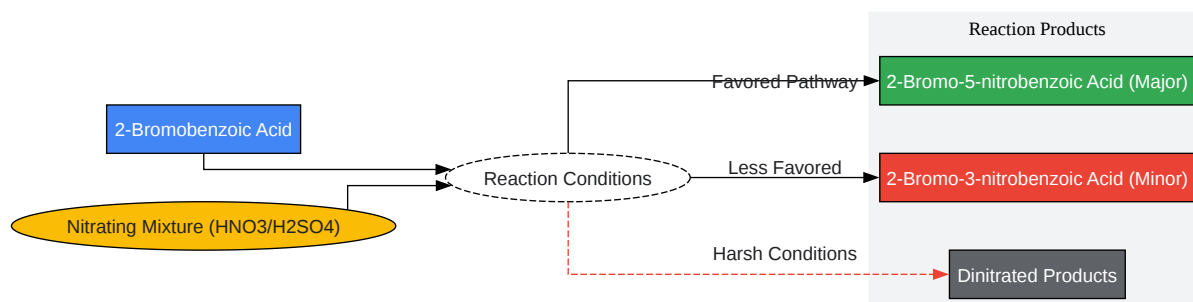 Reaction Products
Favored Pathway
2-Bromo-5-nitrobenzoic Acid (Major)
2-Bromobenzoic Acid
Less Favored
Reaction Conditions
2-Bromo-3-nitrobenzoic Acid (Minor)
Nitrating Mixture (HNO3/H2SO4)
Harsh Conditions
Dinitrated Products